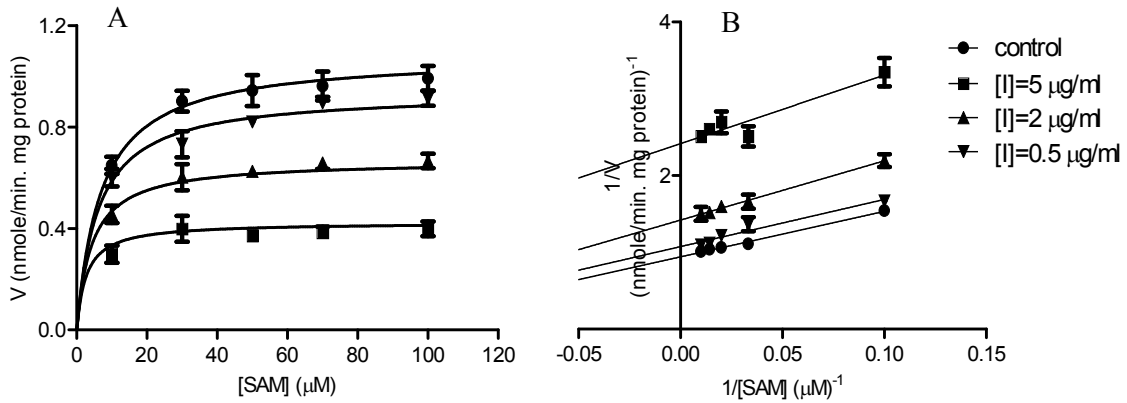 A
V (nmole/min. mg protein)
1.2
0.8
0.4
0.0
0 20 40 60 80 100 120
[SAM] (μM)
B
1/V
(nmole/min. mg protein)⁻¹
4
2
-0.05 0.00 0.05 0.10 0.15
1/[SAM] (μM)⁻¹
control
[I]=5 μg/ml
[I]=2 μg/ml
[I]=0.5 μg/ml